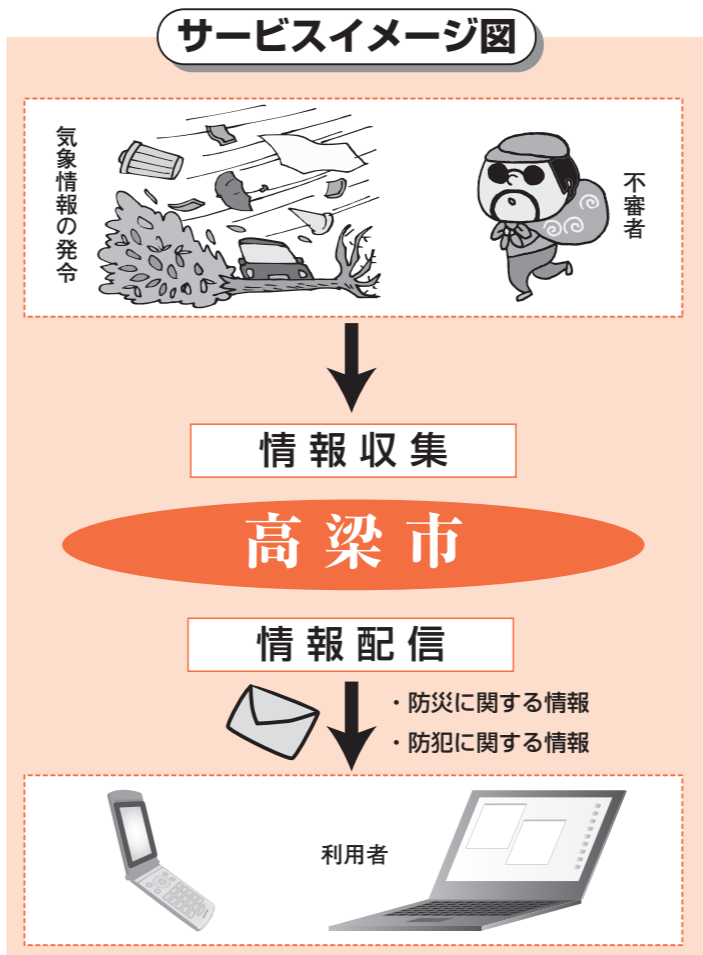 サービスイメージ図
気象情報の発令
不審者
情報収集
高梁市
情報配信
・防災に関する情報
・防犯に関する情報
利用者